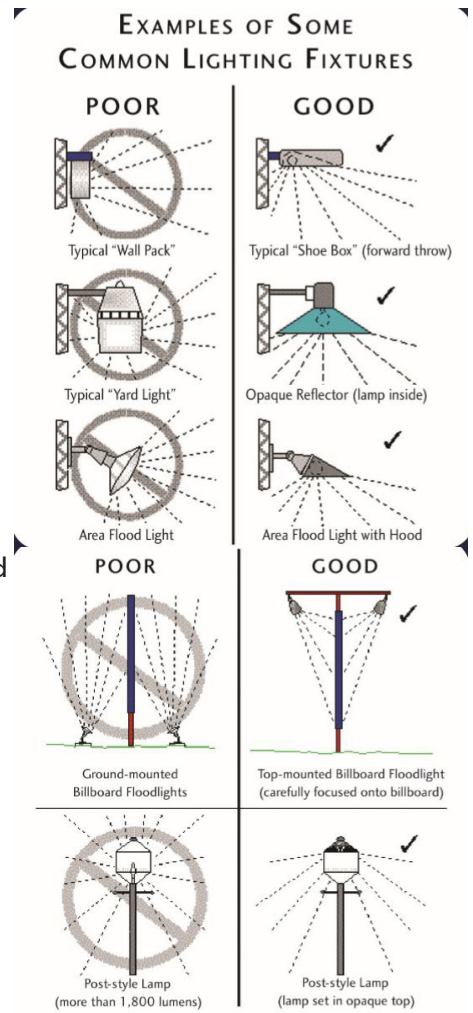 EXAMPLES OF SOME
COMMON LIGHTING FIXTURES
POOR
GOOD
Typical "Wall Pack"
Typical "Shoe Box" (forward throw)
Typical "Yard Light"
Opaque Reflector (lamp inside)
Area Flood Light
Area Flood Light with Hood
d
POOR
GOOD
Ground-mounted
Billboard Floodlights
Top-mounted Billboard Floodlight
(carefully focused onto billboard)
Post-style Lamp
(more than 1,800 lumens)
Post-style Lamp
(lamp set in opaque top)